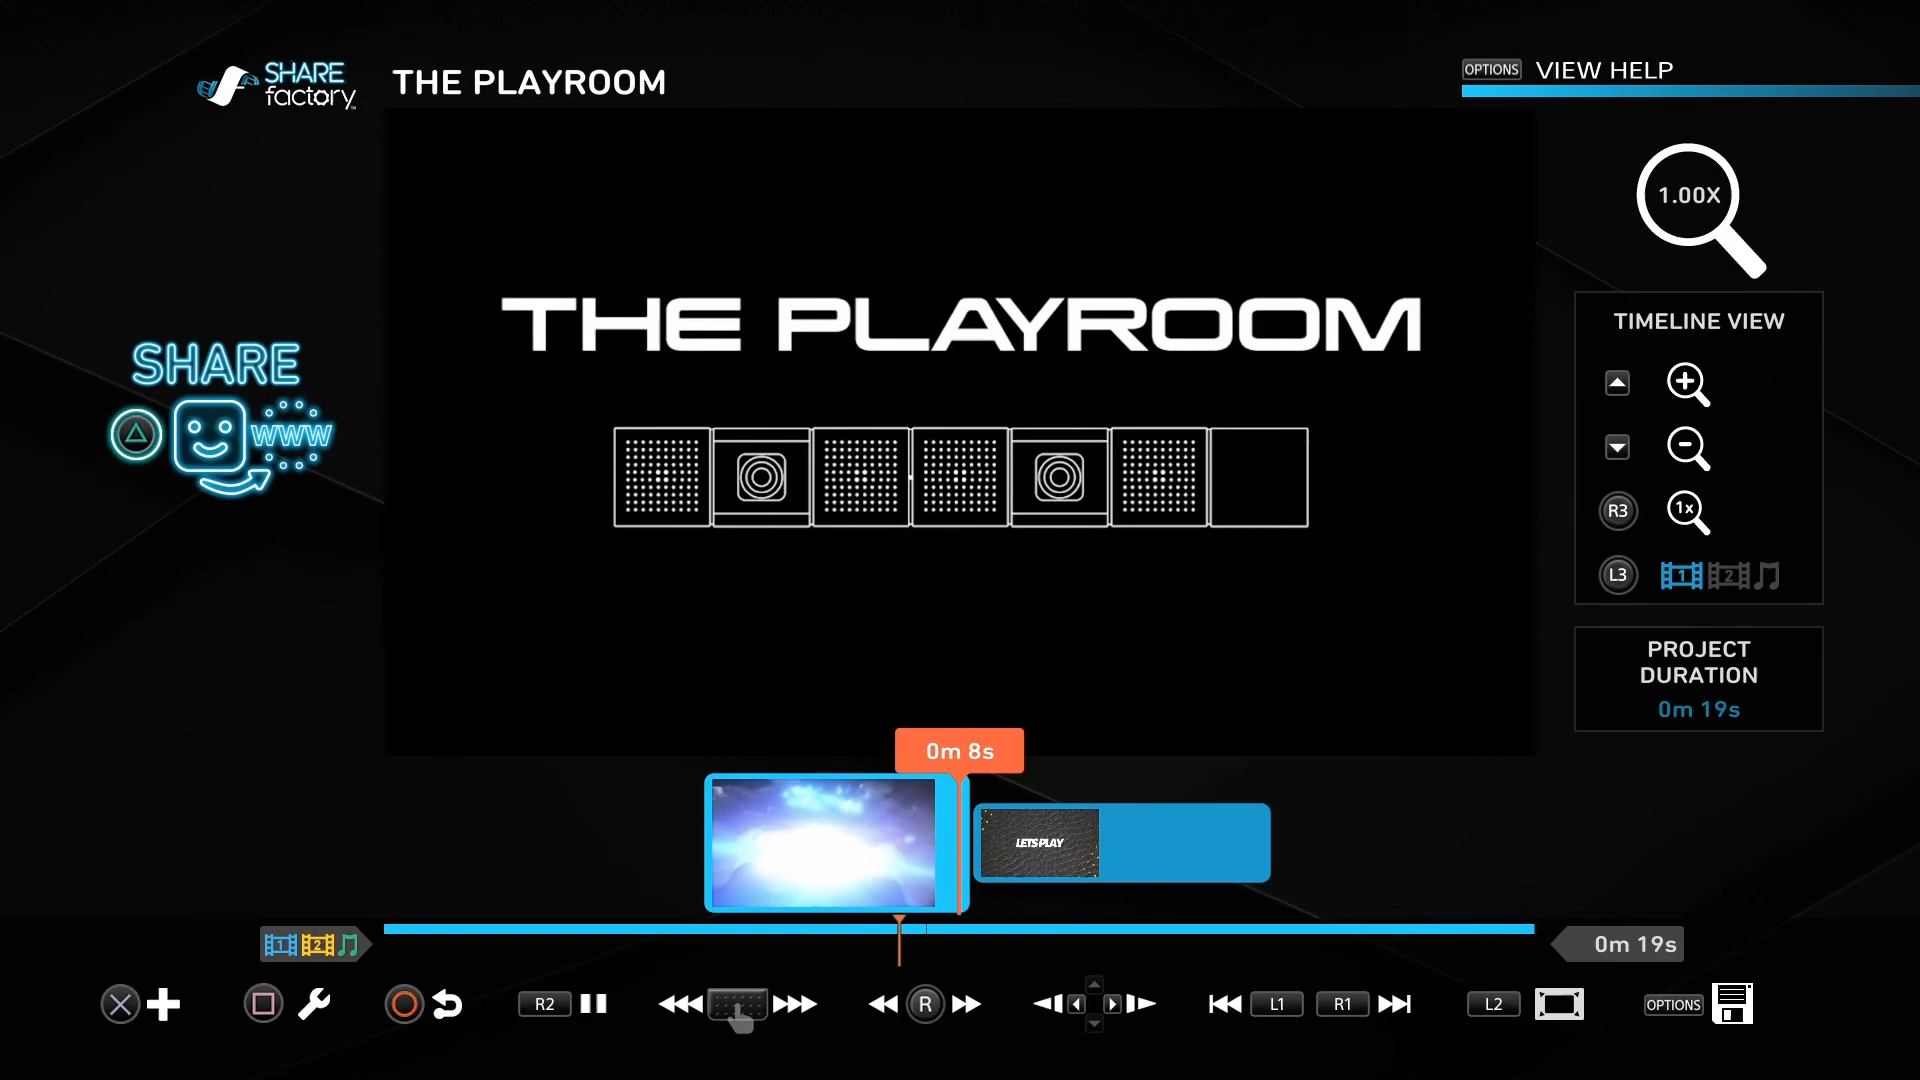 SHARE
factory™
THE PLAYROOM
OPTIONS VIEW HELP
1.00X
THE PLAYROOM
TIMELINE VIEW
SHARE
WWW
1x
R3
L3 1 2
PROJECT
DURATION
0m 19s
0m 8s
LETS PLAY
1 2
0m 19s
R2
R
L1
R1
L2
OPTIONS